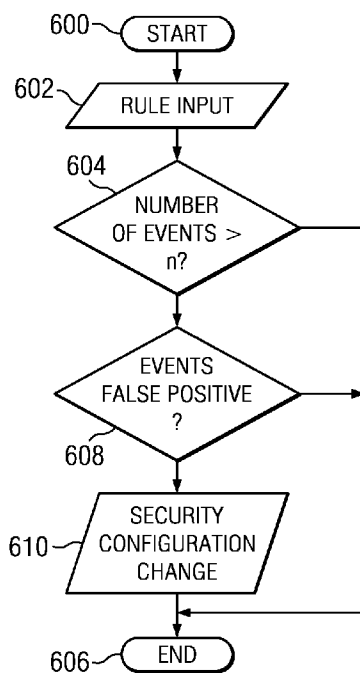 600
START
602
RULE INPUT
604
NUMBER
OF EVENTS >
n?
EVENTS
FALSE POSITIVE
?
608
SECURITY
CONFIGURATION
CHANGE
610
606
END